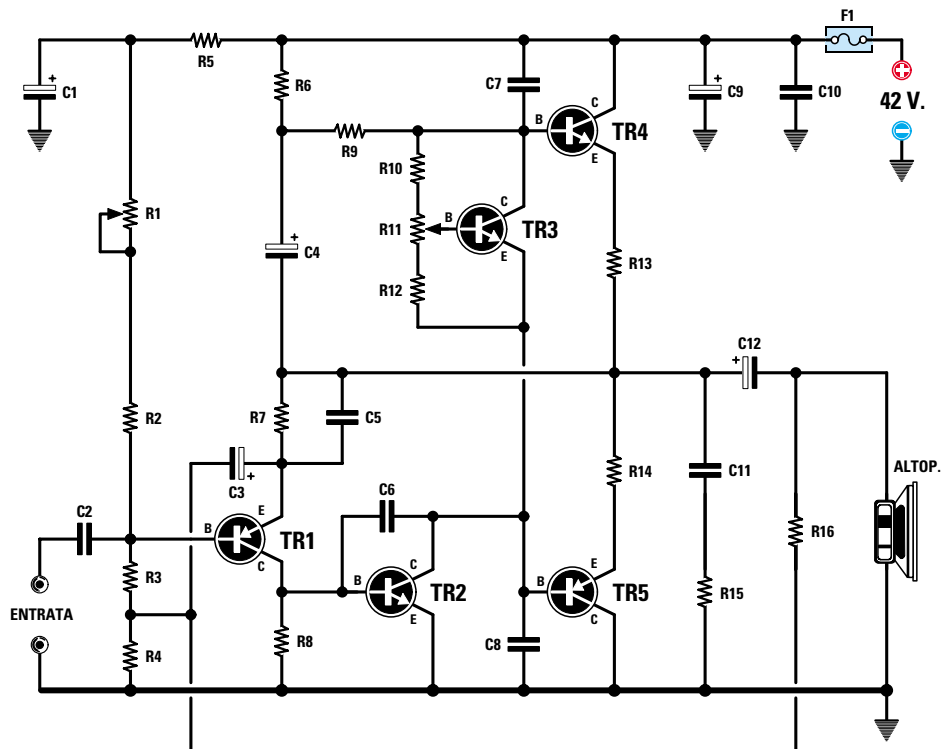 F1
C1
R5
R6
C7
C
B
TR4
E
C9
C10
42 V.
R9
R10
R1
R11
B
C
TR3
E
C4
R13
R12
C12
R2
R7
C5
C3
R14
C11
ALTOP.
C2
B
E
TR1
C
C6
R16
R3
B
C
TR2
E
B
E
TR5
C
R15
ENTRATA
R4
R8
C8
+
+
+
+
+